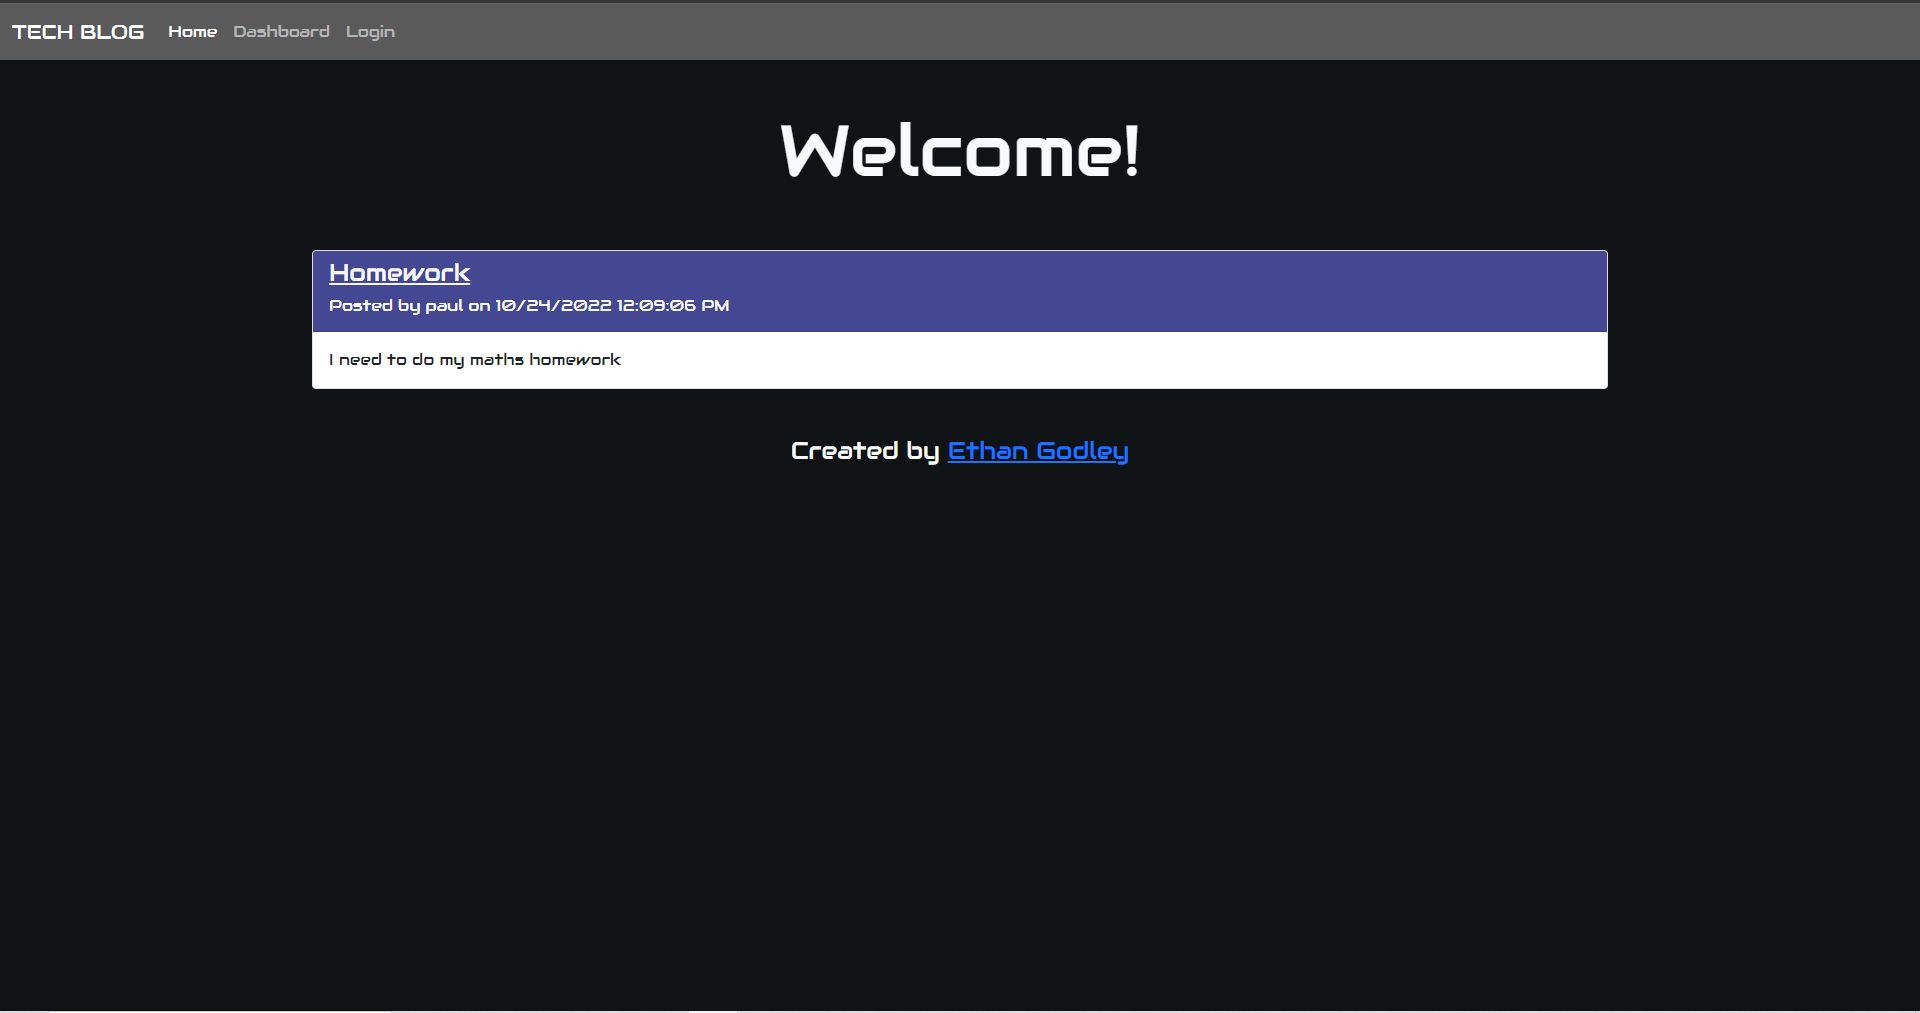 TECH BLOG Home Dashboard Login
Welcome!
Homework
Posted by paul on 10/24/2022 12:09:06 PM
I need to do my maths homework
Created by Ethan Godley